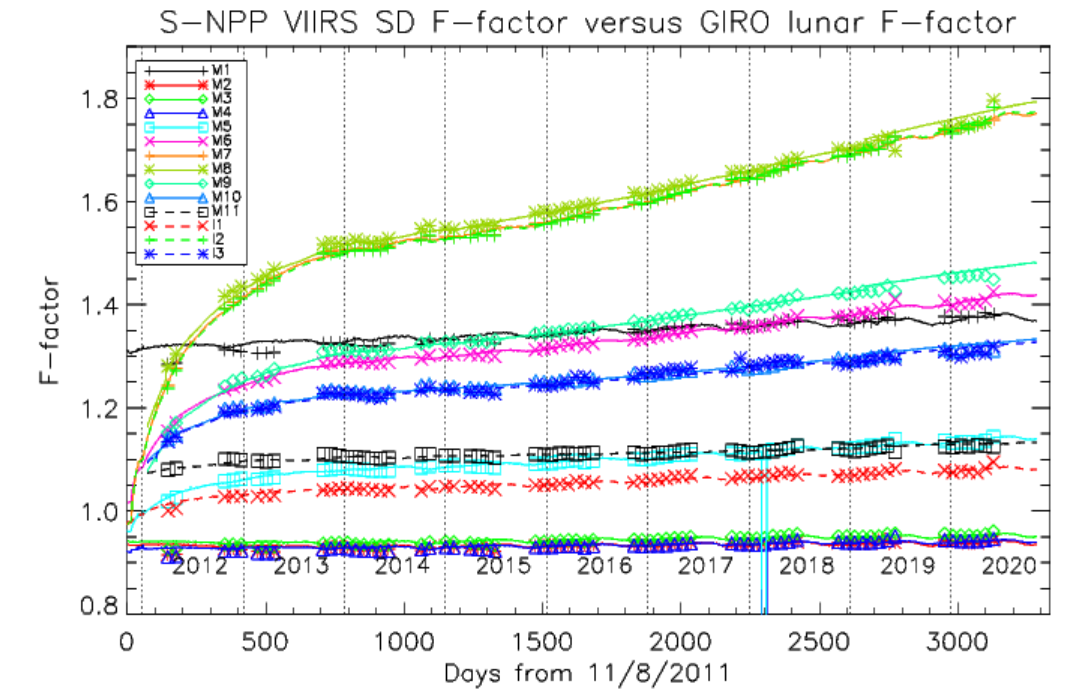 S-NPP VIIRS SD F-factor versus GIRO lunar F-factor
M1
M2
M3
M4
M5
M6
M7
M8
M9
M10
M11
I1
I2
I3
F-factor
1.8
1.6
1.4
1.2
1.0
0.8
2012 2013 2014 2015 2016 2017 2018 2019 2020
0 500 1000 1500 2000 2500 3000
Days from 11/8/2011